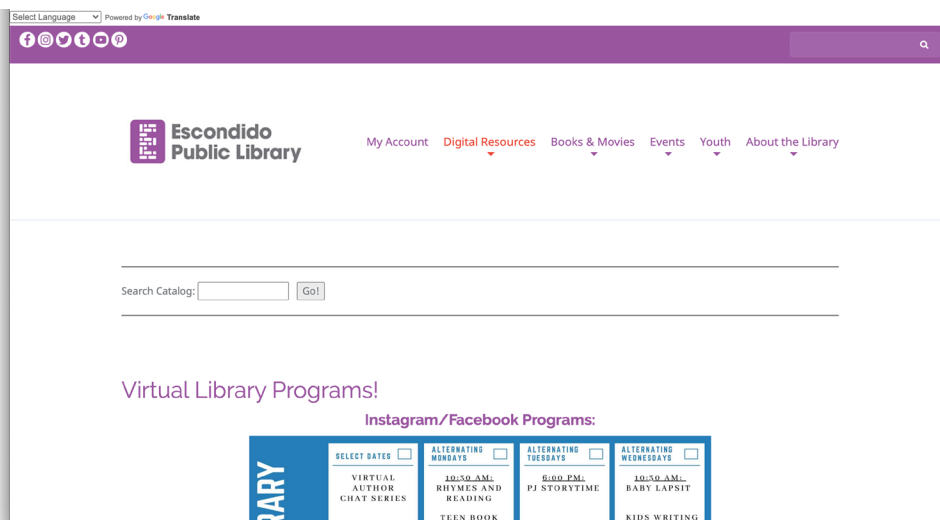 Select Language
Powered by Google Translate
Escondido
Public Library
My Account Digital Resources Books & Movies Events Youth About the Library
Search Catalog: Go!
Virtual Library Programs!
Instagram/Facebook Programs:
SELECT DATES
VIRTUAL
AUTHOR
CHAT SERIES
ALTERNATING
MONDAYS
10:30 AM:
RHYMES AND
READING
TEEN BOOK
ALTERNATING
TUESDAYS
6:00 PM:
PJ STORYTIME
ALTERNATING
WEDNESDAYS
10:30 AM:
BABY LAPSIT
KIDS WRITING